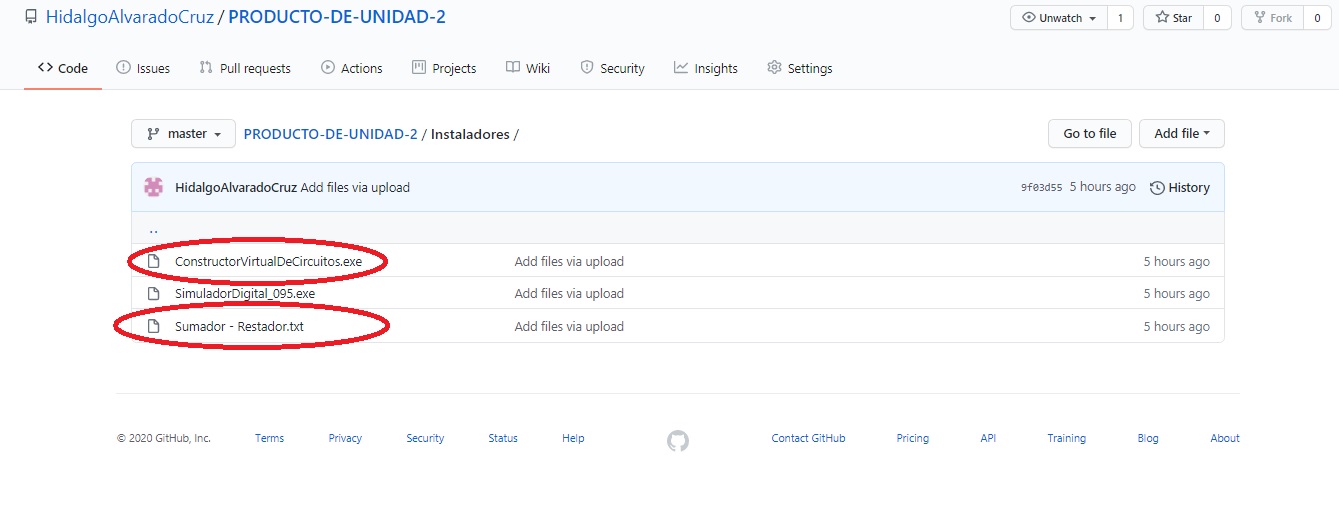 HidalgoAlvaradoCruz / PRODUCTO-DE-UNIDAD-2
Unwatch 1 Star 0 Fork 0
Code Issues Pull requests Actions Projects Wiki Security Insights Settings
master PRODUCTO-DE-UNIDAD-2 / Instaladores / Go to file Add file
HidalgoAlvaradoCruz Add files via upload 9f03d55 5 hours ago History
..
ConstructorVirtualDeCircuitos.exe Add files via upload 5 hours ago
SimuladorDigital_095.exe Add files via upload 5 hours ago
Sumador - Restador.txt Add files via upload 5 hours ago
© 2020 GitHub, Inc. Terms Privacy Security Status Help Contact GitHub Pricing API Training Blog About